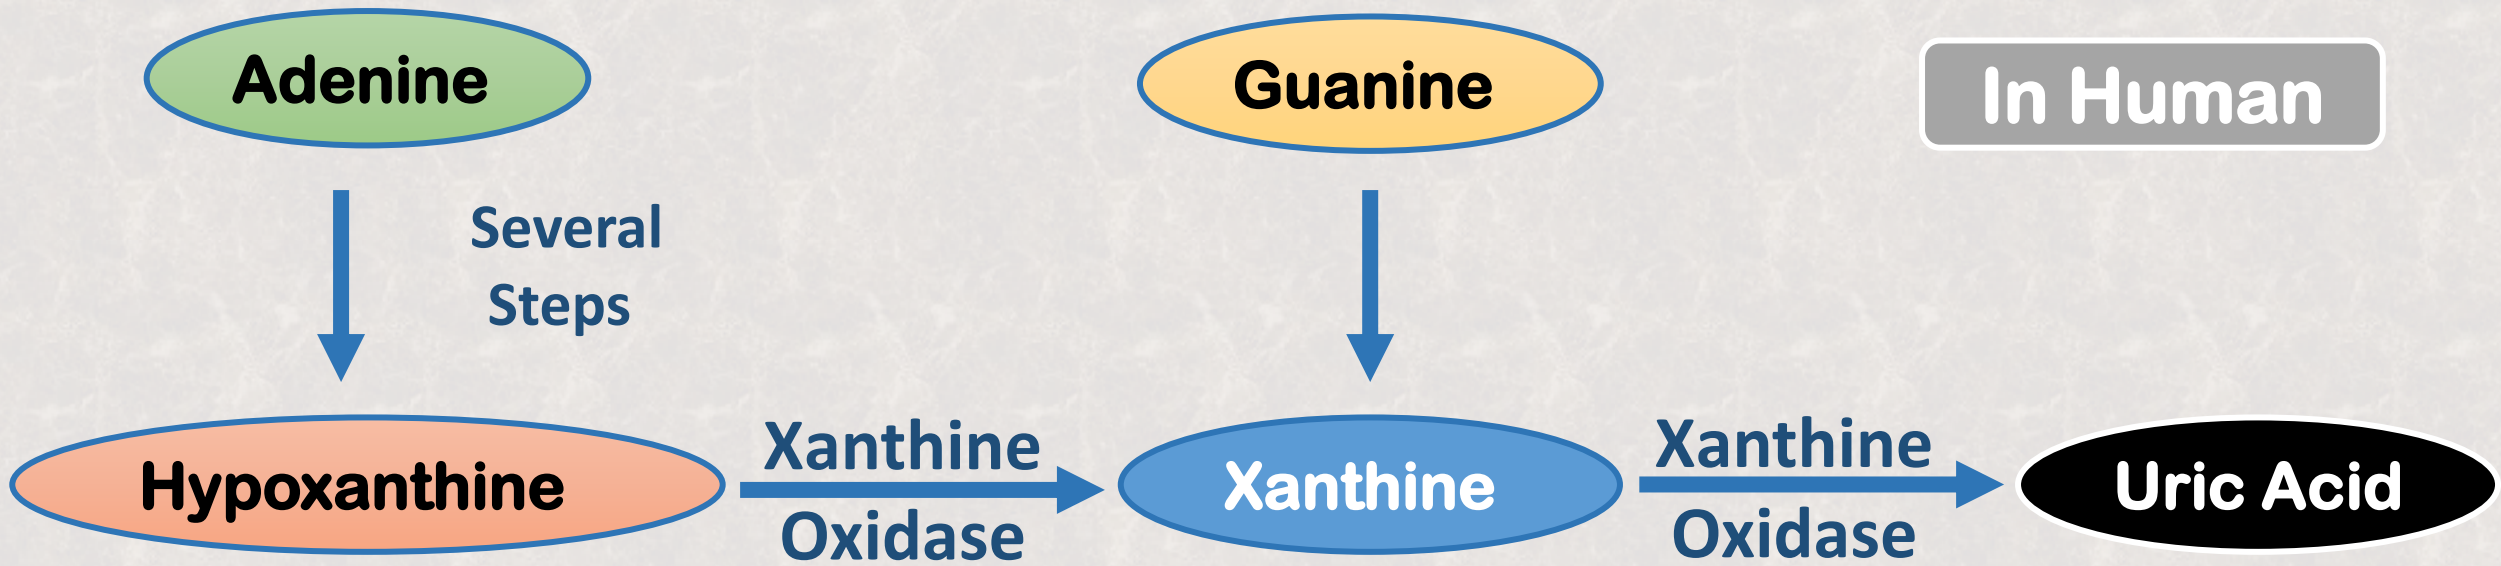 Adenine
Guanine
In Human
Several
Steps
Hypoxanthine
Xanthine
Oxidase
Xanthine
Xanthine
Oxidase
Uric Acid